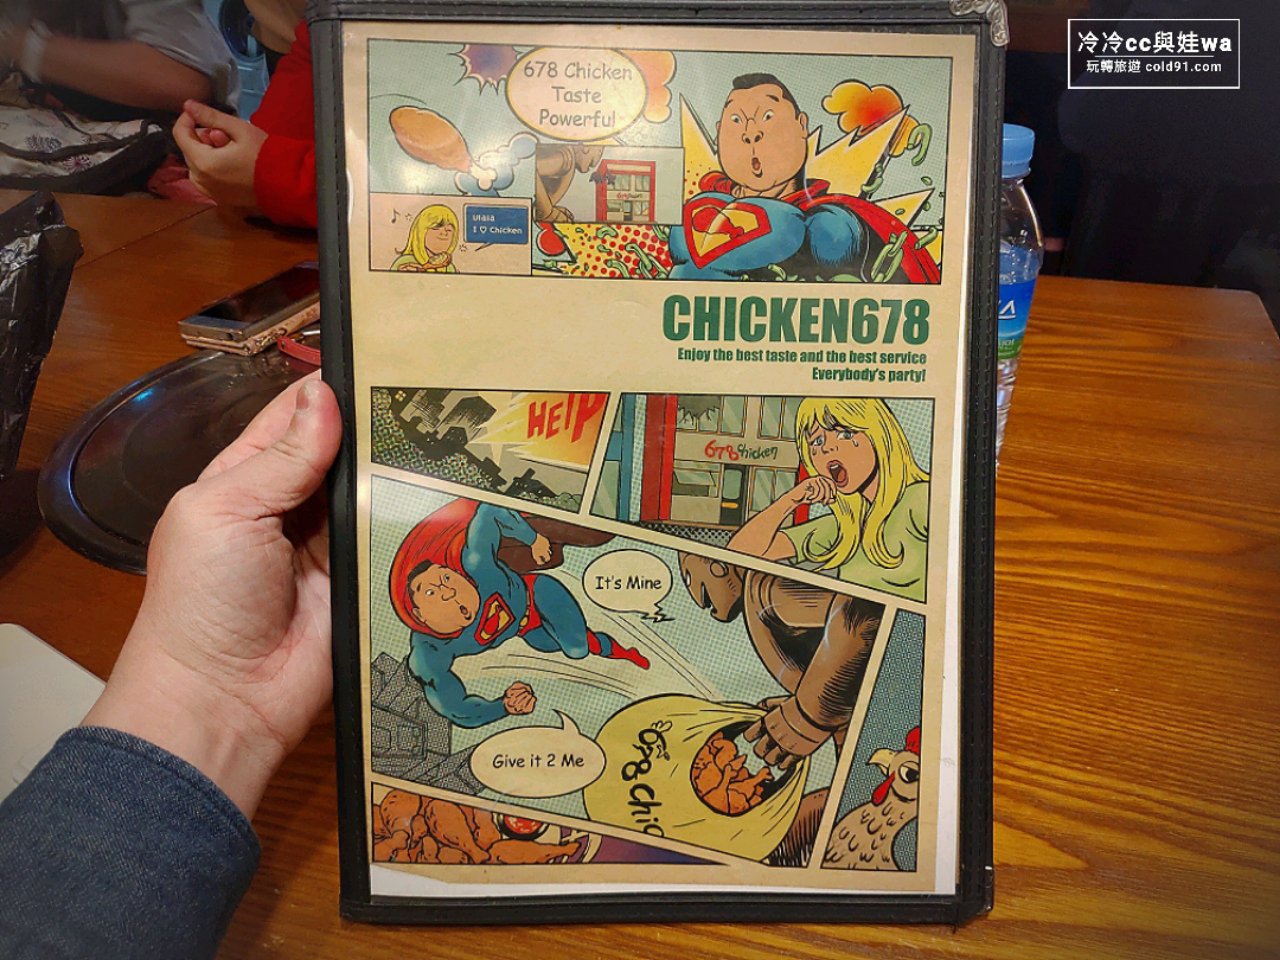 冷冷cc與娃wa
玩轉旅遊 cold91.com
678 Chicken
Taste
Powerful
Ulala
I ♡ Chicken
CHICKEN678
Enjoy the best taste and the best service
Everybody's party!
HELP
678 Chicken
It's Mine
Give it 2 Me
678 Chic